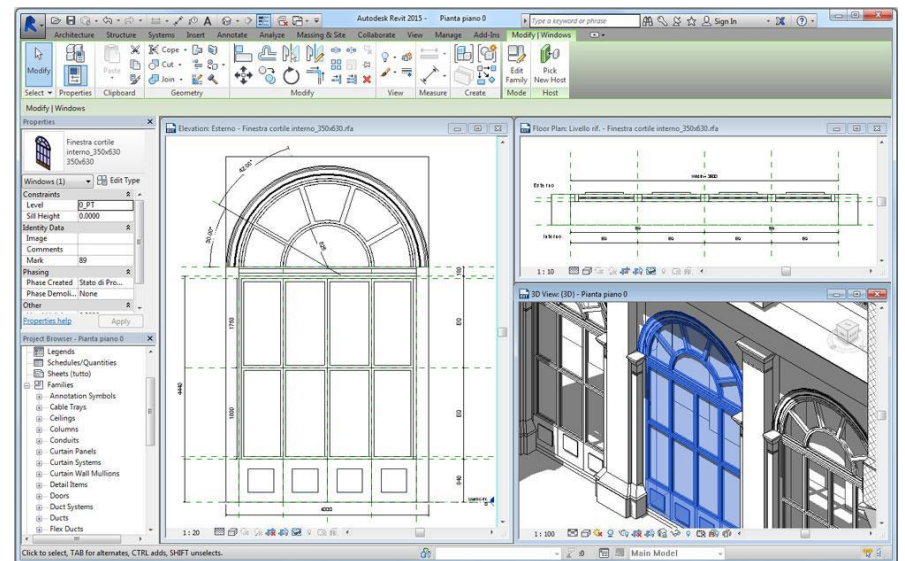 Autodesk Revit 2015 - Pianta piano 0
Type a keyword or phrase
Sign In
Architecture Structure Systems Insert Annotate Analyze Massing & Site Collaborate View Manage Add-Ins Modify | Windows
Modify
Paste
Cope
Cut
Join
Edit Family
Pick New Host
Select Properties Clipboard Geometry Modify View Measure Create Mode Host
Modify | Windows
Properties
Finestra cortile
interno_350x630
350x630
Windows (1) Edit Type
Constraints
Level 0_PT
Sill Height 0.0000
Identity Data
Image
Comments
Mark 89
Phasing
Phase Created Stato di Pro...
Phase Demoli... None
Other
Properties help Apply
Project Browser - Pianta piano 0
Legends
Schedules/Quantities
Sheets (tutto)
Families
Annotation Symbols
Cable Trays
Ceilings
Columns
Conduits
Curtain Panels
Curtain Systems
Curtain Wall Mullions
Detail Items
Doors
Duct Systems
Ducts
Flex Ducts
Elevation: Esterno - Finestra cortile interno_350x630.rfa
1750
4440
EQ
EQ
1 : 20
Floor Plan: Livello rif. - Finestra cortile interno_350x630.rfa
Esterno
Interno
1 : 10
3D View: {3D} - Pianta piano 0
1 : 100
Click to select, TAB for alternates, CTRL adds, SHIFT unselects.
:0
Main Model